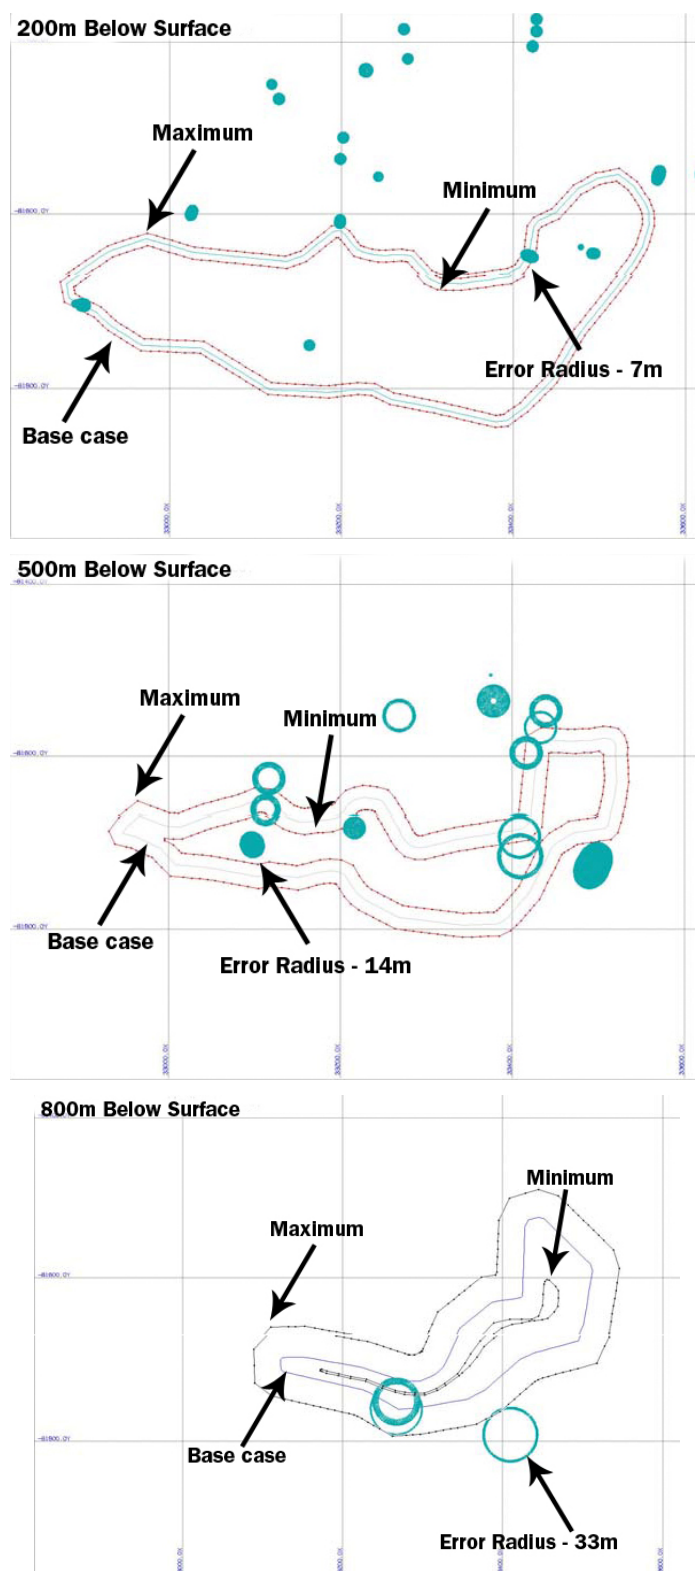 200m Below Surface
Maximum
Minimum
Error Radius - 7m
Base case
500m Below Surface
Maximum
Minimum
Base case
Error Radius - 14m
800m Below Surface
Minimum
Maximum
Base case
Error Radius - 33m